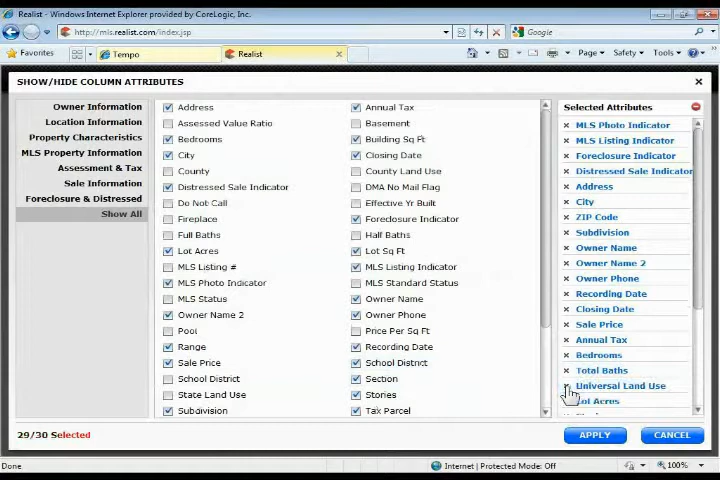 Realist - Windows Internet Explorer provided by CoreLogic, Inc.
http://mls.realist.com/index.jsp
Google
Favorites
Tempo
Realist
Page
Safety
Tools
SHOW/HIDE COLUMN ATTRIBUTES
Owner Information
Location Information
Property Characteristics
MLS Property Information
Assessment & Tax
Sale Information
Foreclosure & Distressed
Show All
Address
Annual Tax
Assessed Value Ratio
Basement
Bedrooms
Building Sq Ft
City
Closing Date
County
County Land Use
Distressed Sale Indicator
DMA No Mail Flag
Do Not Call
Effective Yr Built
Fireplace
Foreclosure Indicator
Full Baths
Half Baths
Lot Acres
Lot Sq Ft
MLS Listing #
MLS Listing Indicator
MLS Photo Indicator
MLS Standard Status
MLS Status
Owner Name
Owner Name 2
Owner Phone
Pool
Price Per Sq Ft
Range
Recording Date
Sale Price
School District
School District
Section
State Land Use
Stories
Subdivision
Tax Parcel
Selected Attributes
MLS Photo Indicator
MLS Listing Indicator
Foreclosure Indicator
Distressed Sale Indicator
Address
City
ZIP Code
Subdivision
Owner Name
Owner Name 2
Owner Phone
Recording Date
Closing Date
Sale Price
Annual Tax
Bedrooms
Total Baths
Universal Land Use
Lot Acres
29/30 Selected
APPLY
CANCEL
Done
Internet | Protected Mode: Off
100%